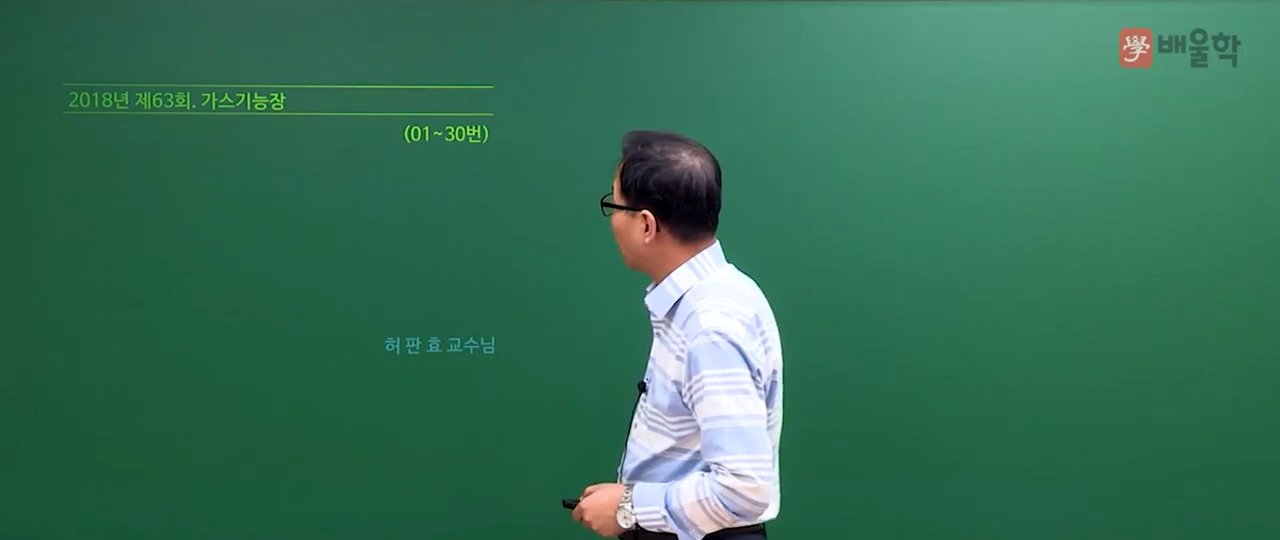 學 배울학
2018년 제63회. 가스기능장
(01~30번)
허 판 효 교수님